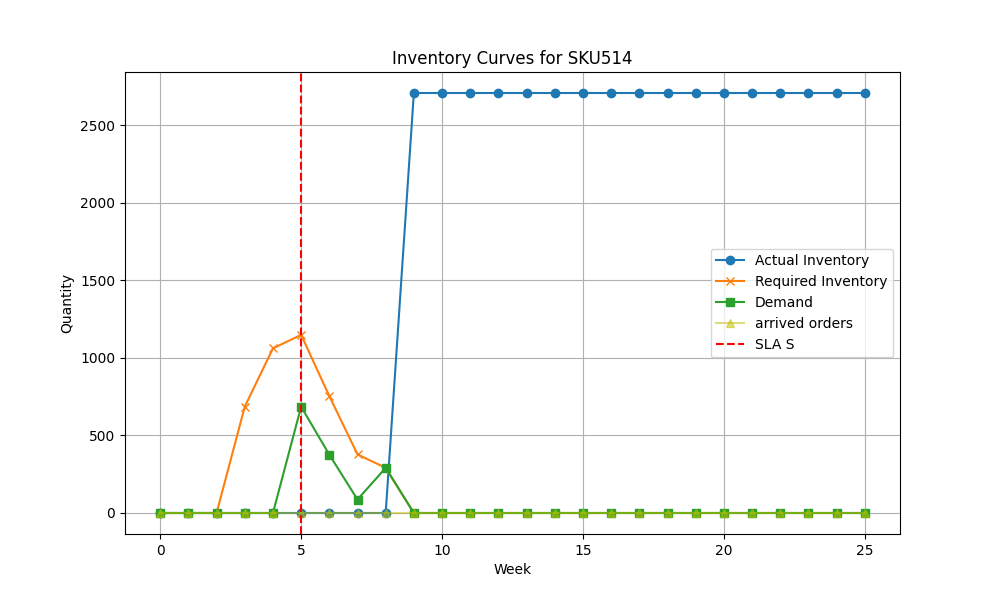 Inventory Curves for SKU514
Quantity
2500
2000
1500
1000
500
0
Actual Inventory
Required Inventory
Demand
arrived orders
SLA S
0 5 10 15 20 25
Week